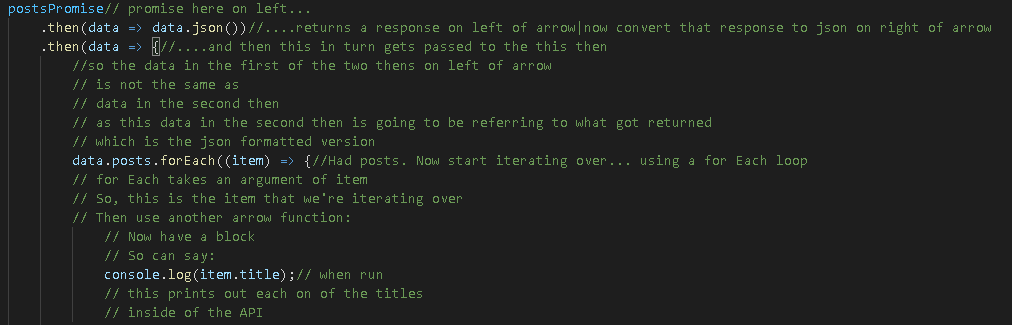 postsPromise// promise here on left...
.then(data => data.json())//....returns a response on left of arrow|now convert that response to json on right of arrow
.then(data => {//....and then this in turn gets passed to the this then
//so the data in the first of the two thens on left of arrow
// is not the same as
// data in the second then
// as this data in the second then is going to be referring to what got returned
// which is the json formatted version
data.posts.forEach((item) => {//Had posts. Now start iterating over... using a for Each loop
// for Each takes an argument of item
// So, this is the item that we're iterating over
// Then use another arrow function:
// Now have a block
// So can say:
console.log(item.title);// when run
// this prints out each on of the titles
// inside of the API